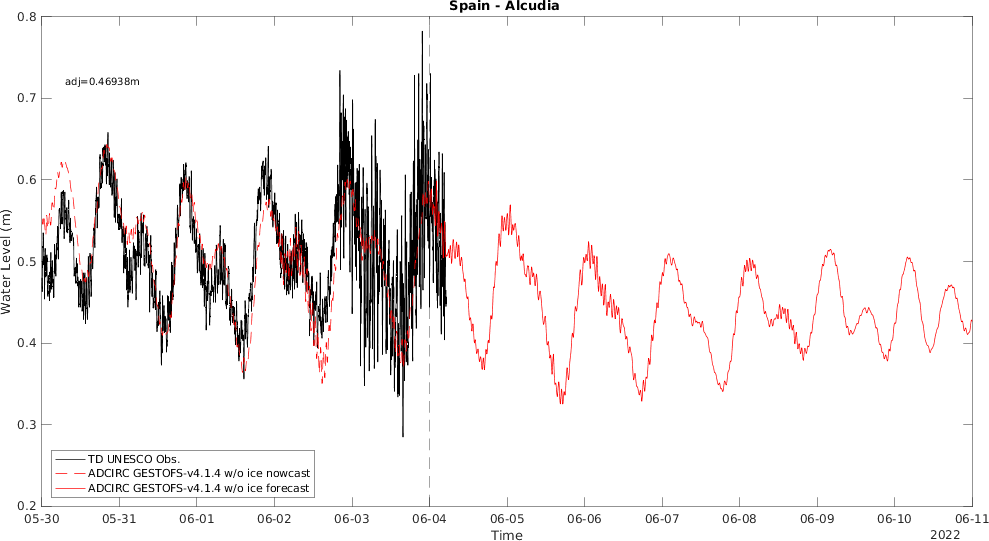 Spain - Alcudia
adj=0.46938m
0.8
0.7
0.6
0.5
0.4
0.3
0.2
Water Level (m)
TD UNESCO Obs.
ADCIRC GESTOFS-v4.1.4 w/o ice nowcast
ADCIRC GESTOFS-v4.1.4 w/o ice forecast
05-30 05-31 06-01 06-02 06-03 06-04 06-05 06-06 06-07 06-08 06-09 06-10 06-11
Time
2022